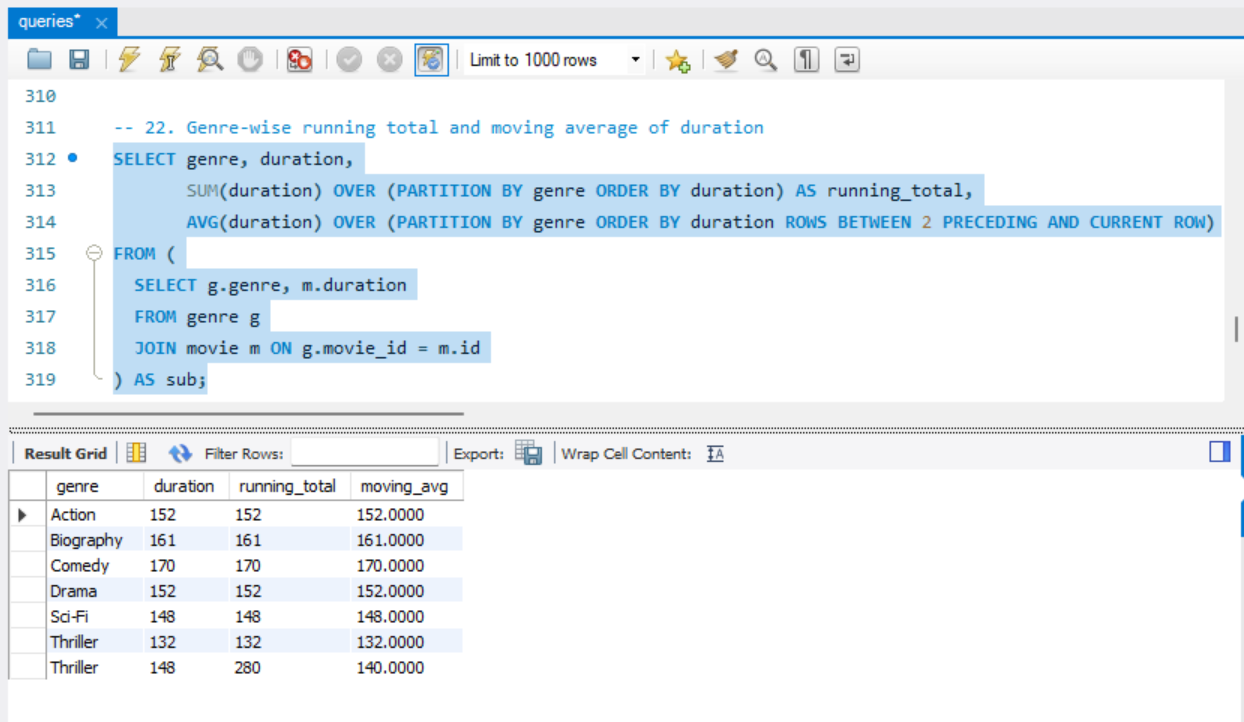 queries*
Limit to 1000 rows
310
311 -- 22. Genre-wise running total and moving average of duration
312 SELECT genre, duration,
313 SUM(duration) OVER (PARTITION BY genre ORDER BY duration) AS running_total,
314 AVG(duration) OVER (PARTITION BY genre ORDER BY duration ROWS BETWEEN 2 PRECEDING AND CURRENT ROW)
315 FROM (
316 SELECT g.genre, m.duration
317 FROM genre g
318 JOIN movie m ON g.movie_id = m.id
319 ) AS sub;
Result Grid Filter Rows: Export: Wrap Cell Content: IA
genre duration running_total moving_avg
Action 152 152 152.0000
Biography 161 161 161.0000
Comedy 170 170 170.0000
Drama 152 152 152.0000
Sci-Fi 148 148 148.0000
Thriller 132 132 132.0000
Thriller 148 280 140.0000